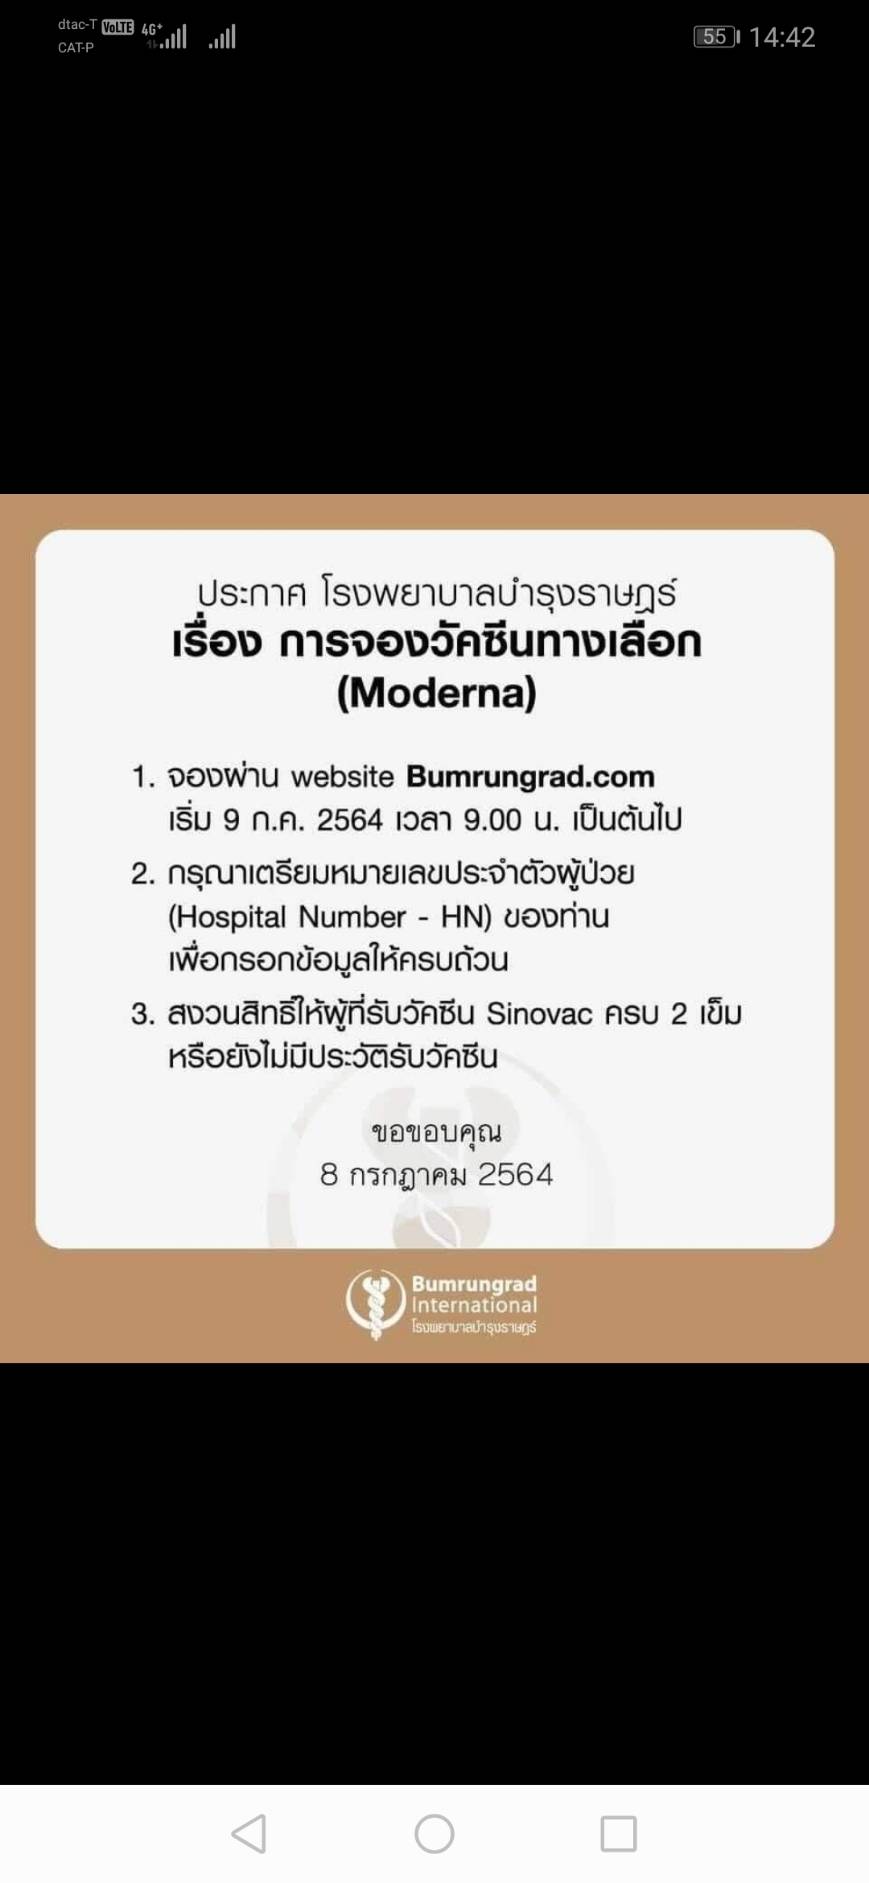 dtac-T VoLTE 4G+ 55 14:42
CAT-P
ประกาศ โรงพยาบาลบำรุงราษฎร์
เรื่อง การจองวัคซีนทางเลือก
(Moderna)
1. จองผ่าน website Bumrungrad.com
เริ่ม 9 ก.ค. 2564 เวลา 9.00 น. เป็นต้นไป
2. กรุณาเตรียมหมายเลขประจำตัวผู้ป่วย
(Hospital Number - HN) ของท่าน
เพื่อกรอกข้อมูลให้ครบถ้วน
3. สงวนสิทธิ์ให้ผู้ที่รับวัคซีน Sinovac ครบ 2 เข็ม
หรือยังไม่มีประวัติรับวัคซีน
ขอขอบคุณ
8 กรกฎาคม 2564
Bumrungrad
International
โรงพยาบาลบำรุงราษฎร์